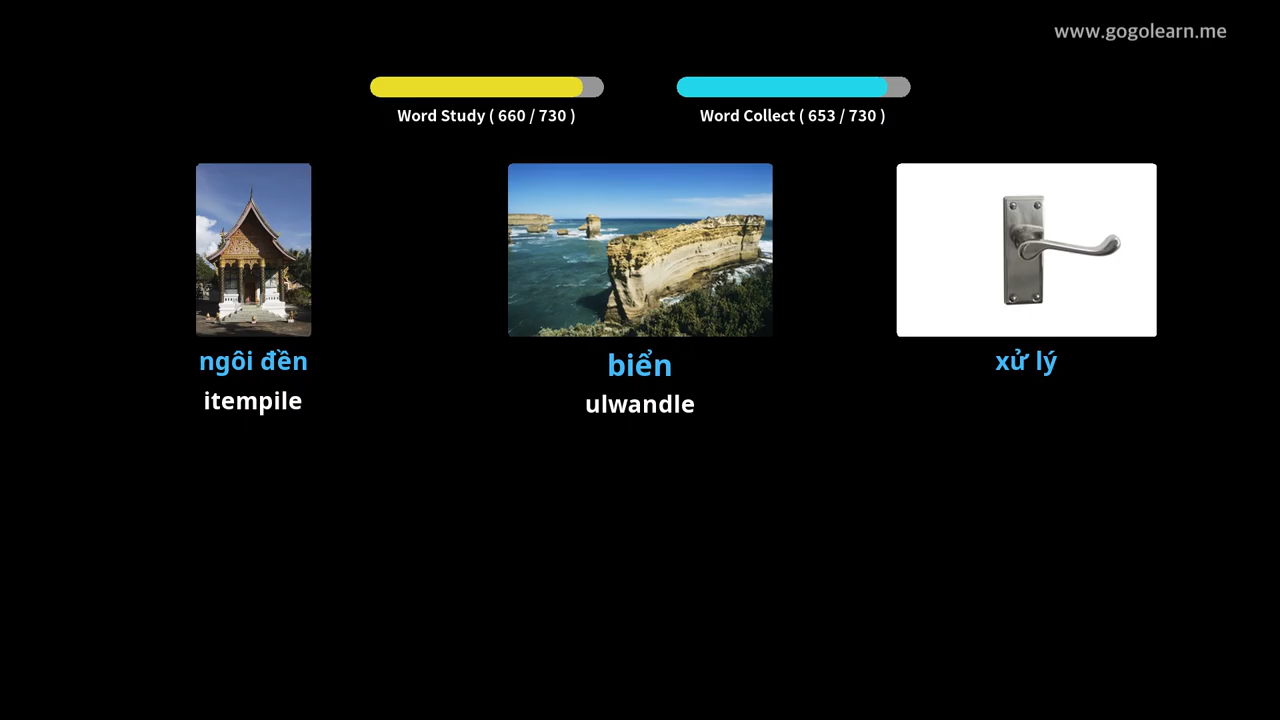 www.gogolearn.me
Word Study ( 660 / 730 )
Word Collect ( 653 / 730 )
ngôi đền
itempile
biển
ulwandle
xử lý